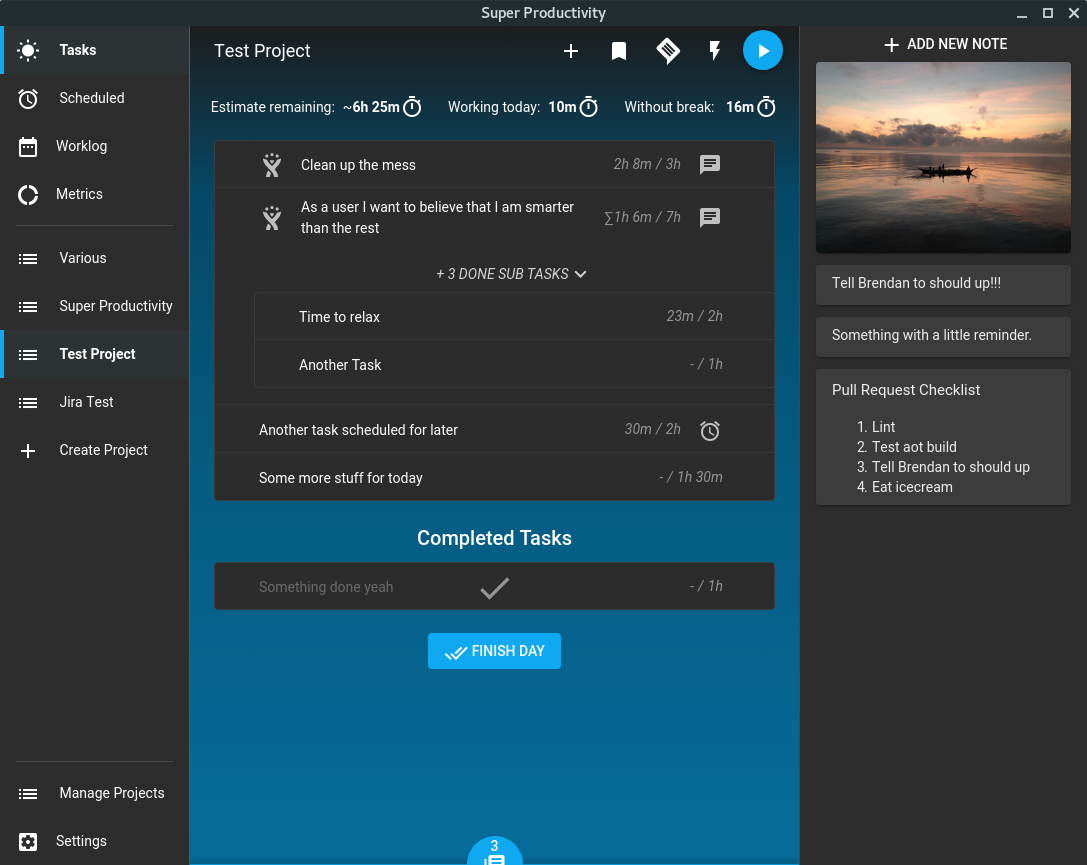 Super Productivity
Tasks
Scheduled
Worklog
Metrics
Various
Super Productivity
Test Project
Jira Test
Create Project
Manage Projects
Settings
Test Project
Estimate remaining: ~6h 25m Working today: 10m Without break: 16m
Clean up the mess 2h 8m / 3h
As a user I want to believe that I am smarter
than the rest ∑1h 6m / 7h
+ 3 DONE SUB TASKS
Time to relax 23m / 2h
Another Task - / 1h
Another task scheduled for later 30m / 2h
Some more stuff for today - / 1h 30m
Completed Tasks
Something done yeah - / 1h
FINISH DAY
3
ADD NEW NOTE
Tell Brendan to should up!!!
Something with a little reminder.
Pull Request Checklist
1. Lint
2. Test aot build
3. Tell Brendan to should up
4. Eat icecream